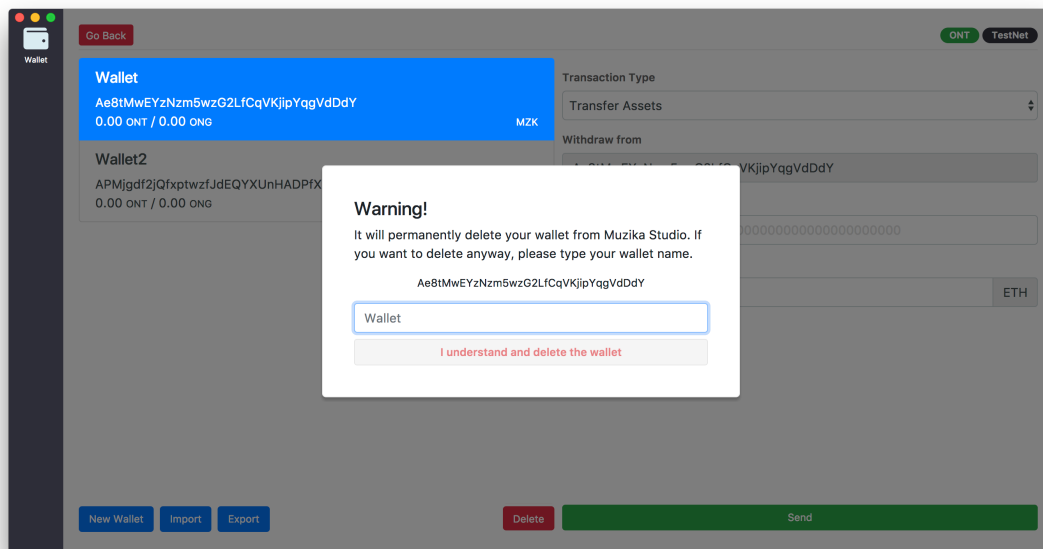 Wallet
Go Back
ONT TestNet
Wallet
Ae8tMwEYzNzm5wzG2LfCqVKjipYqgVdDdY
0.00 ONT / 0.00 ONG
MZK
Wallet2
APMjgdf2jQfxptwzfJdEQYXUnHADPfX
0.00 ONT / 0.00 ONG
Transaction Type
Transfer Assets
Withdraw from
VKjipYqgVdDdY
00000000000000000000000
ETH
Warning!
It will permanently delete your wallet from Muzika Studio. If
you want to delete anyway, please type your wallet name.
Ae8tMwEYzNzm5wzG2LfCqVKjipYqgVdDdY
Wallet
I understand and delete the wallet
New Wallet Import Export
Delete
Send